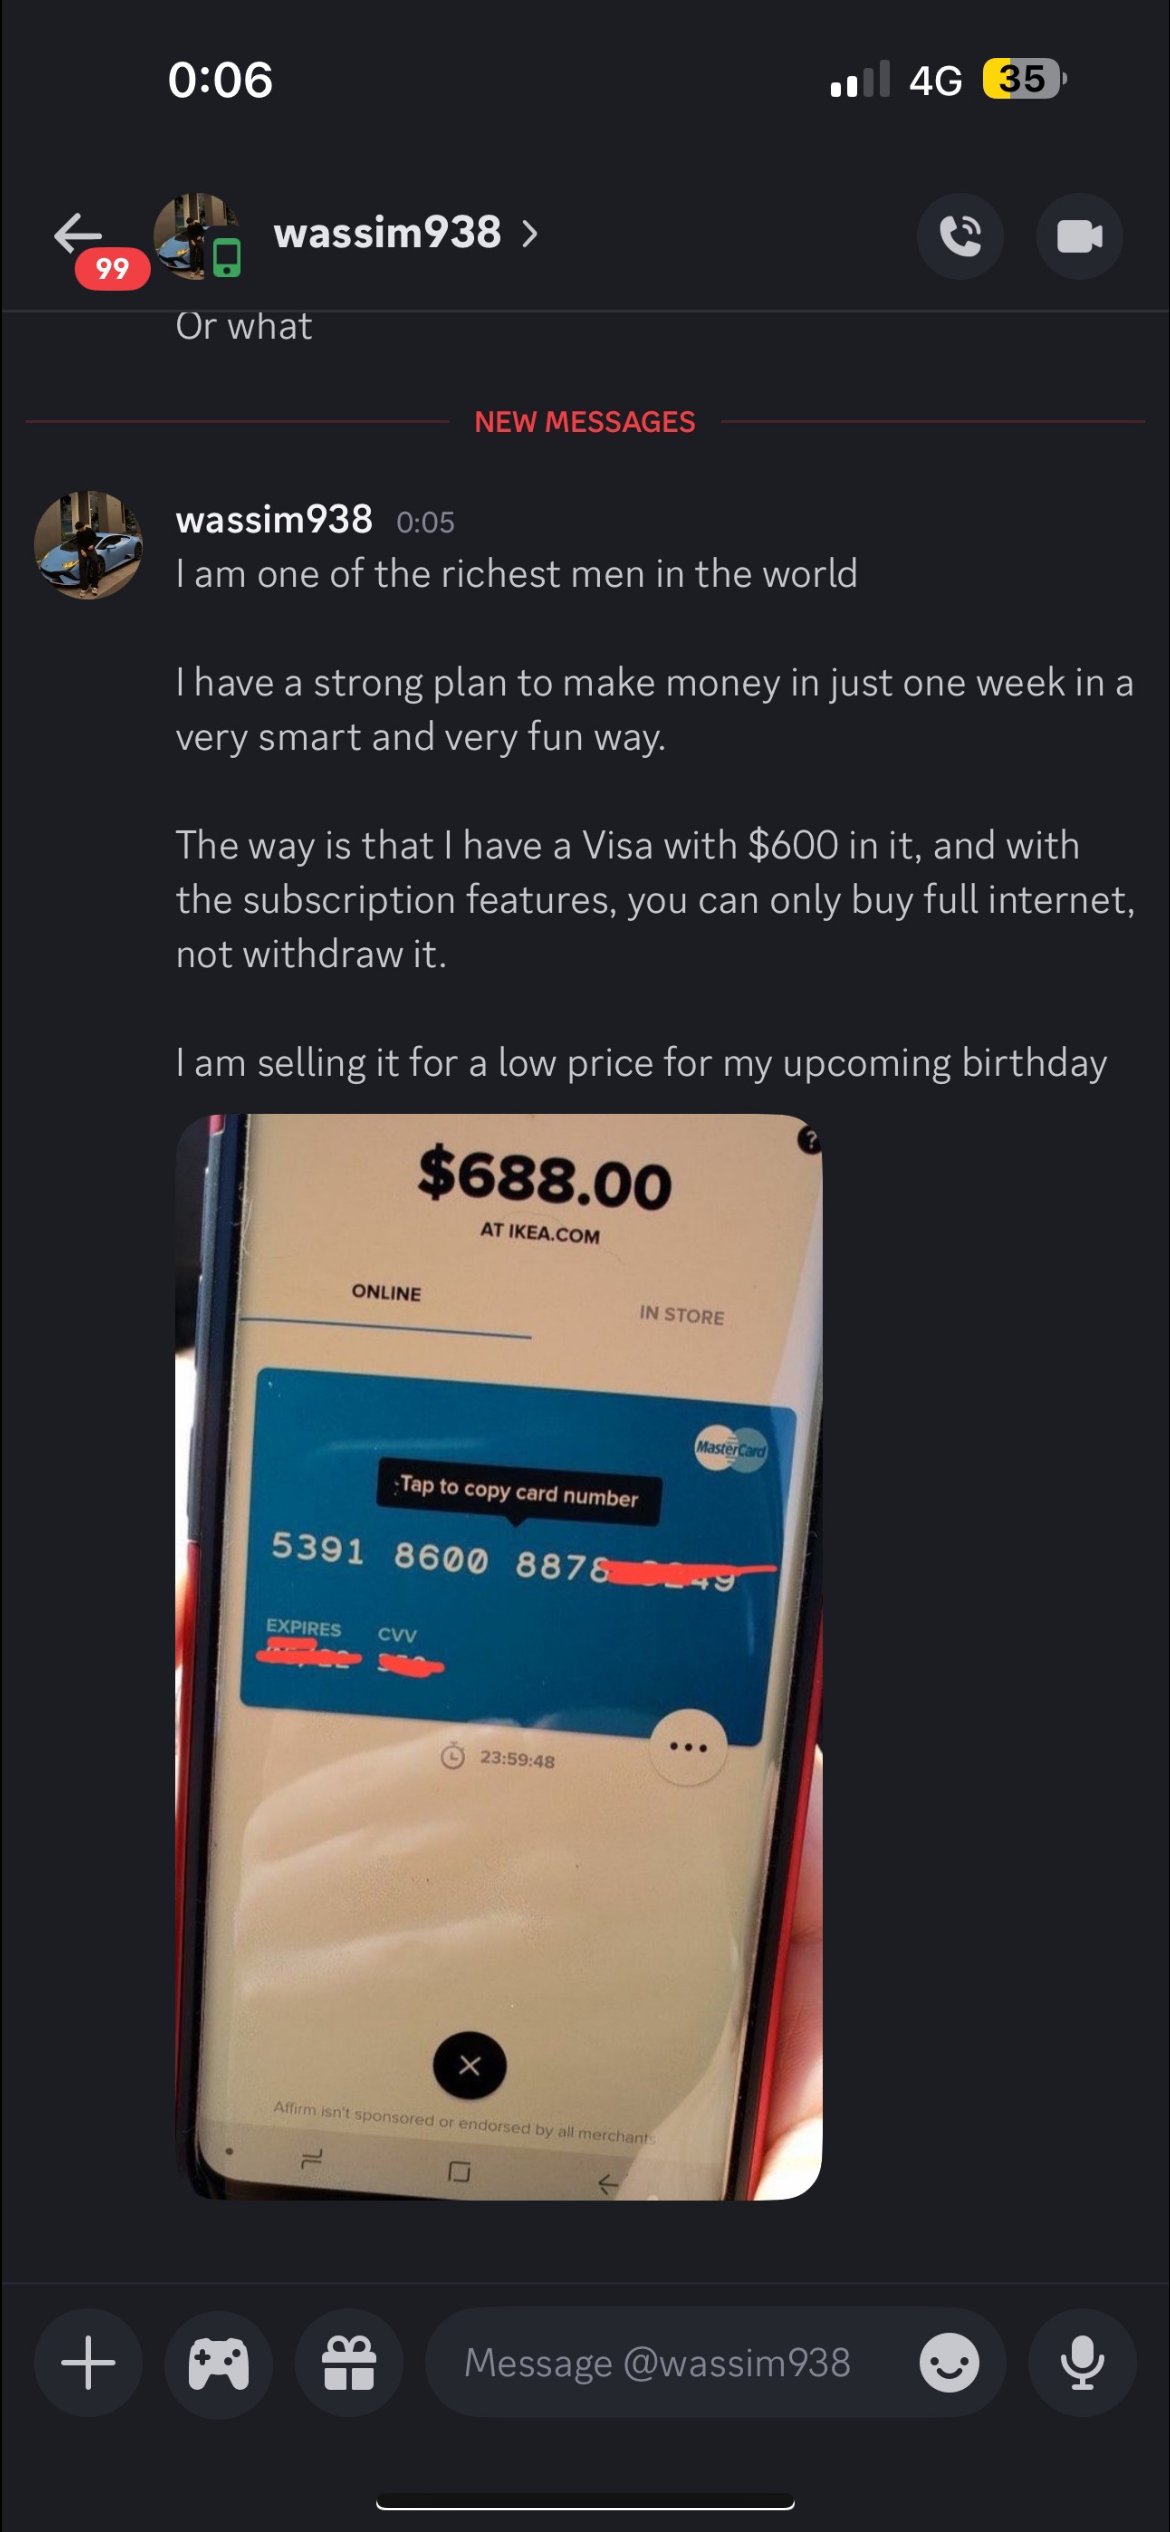 0:06
4G
35
99
wassim938
Or what
NEW MESSAGES
wassim938 0:05
I am one of the richest men in the world
I have a strong plan to make money in just one week in a
very smart and very fun way.
The way is that I have a Visa with $600 in it, and with
the subscription features, you can only buy full internet,
not withdraw it.
I am selling it for a low price for my upcoming birthday
?
$688.00
AT IKEA.COM
ONLINE
IN STORE
MasterCard
Tap to copy card number
5391 8600 8878
EXPIRES CVV
23:59:48
Affirm isn't sponsored or endorsed by all merchants
Message @wassim938